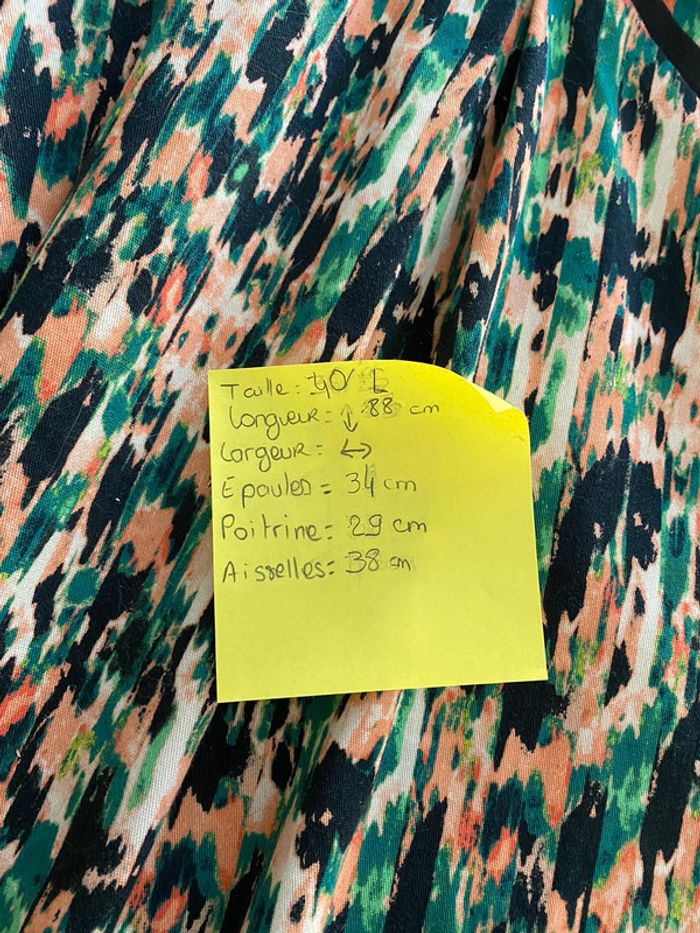 Taille : 40/ L
Longueur : ↕ 88 cm
Largeur : ↔
Epaules = 34 cm
Poitrine : 29 cm
Aisselles : 38 cm